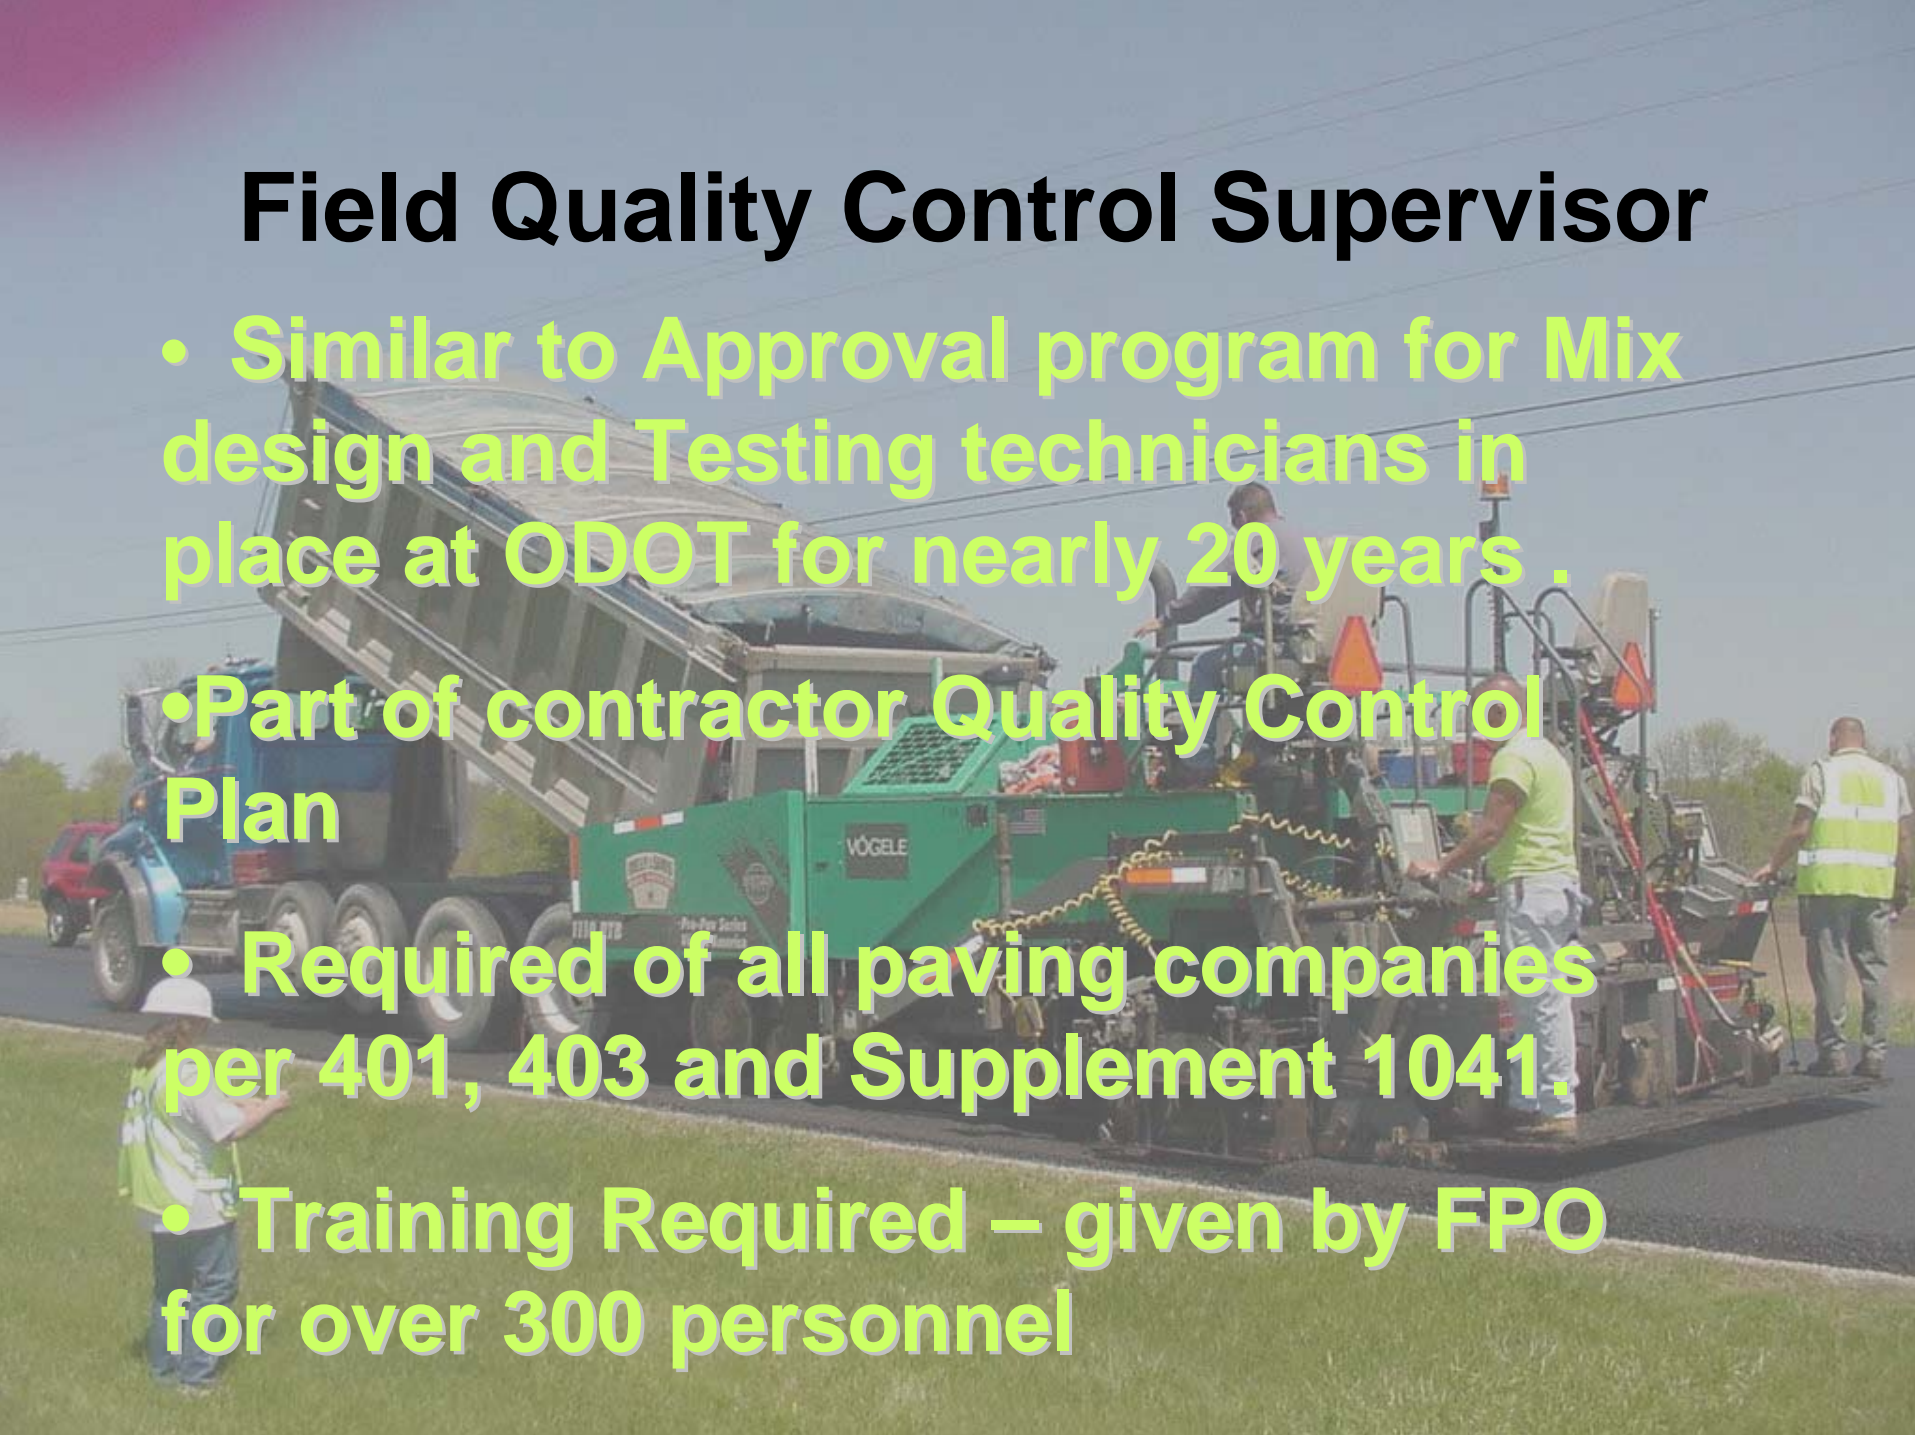 Field Quality Control Supervisor
• Similar to Approval program for Mix
design and Testing technicians in
place at ODOT for nearly 20 years .
•Part of contractor Quality Control
Plan
VÖGELE
• Required of all paving companies
per 401, 403 and Supplement 1041.
• Training Required – given by FPO
for over 300 personnel